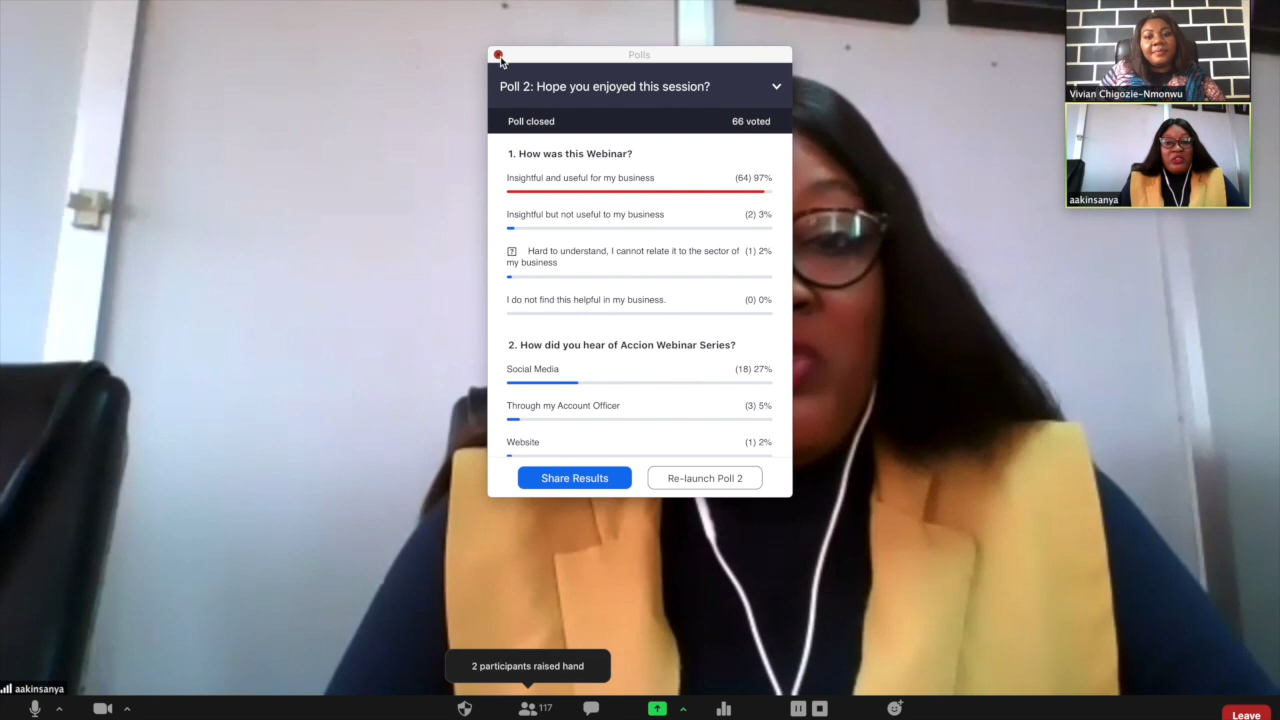 Polls
Poll 2: Hope you enjoyed this session?
Poll closed 66 voted
1. How was this Webinar?
Insightful and useful for my business (64) 97%
Insightful but not useful to my business (2) 3%
? Hard to understand, I cannot relate it to the sector of (1) 2%
my business
I do not find this helpful in my business. (0) 0%
2. How did you hear of Accion Webinar Series?
Social Media (18) 27%
Through my Account Officer (3) 5%
Website (1) 2%
Share Results Re-launch Poll 2
Vivian Chigozie-Nmonwu
aakinsanya
2 participants raised hand
aakinsanya
117
Leave